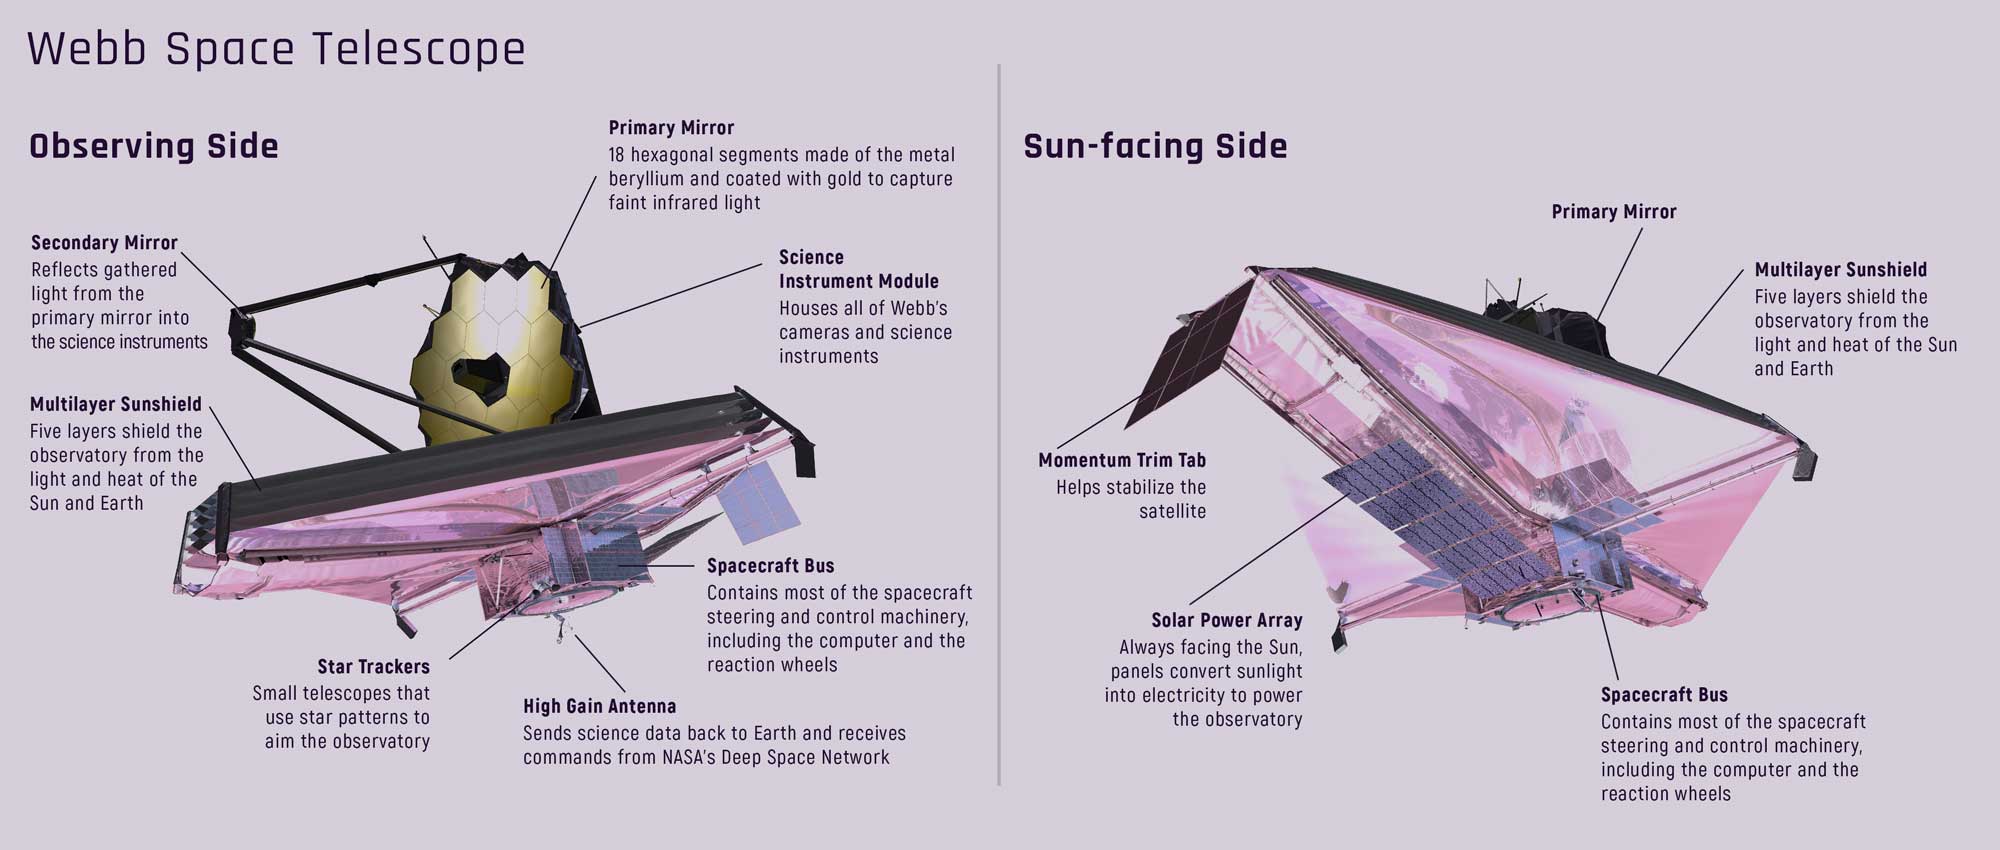 Webb Space Telescope
Observing Side
Primary Mirror
18 hexagonal segments made of the metal
beryllium and coated with gold to capture
faint infrared light
Secondary Mirror
Reflects gathered
light from the
primary mirror into
the science instruments
Science
Instrument Module
Houses all of Webb's
cameras and science
instruments
Multilayer Sunshield
Five layers shield the
observatory from the
light and heat of the
Sun and Earth
Spacecraft Bus
Contains most of the spacecraft
steering and control machinery,
including the computer and the
reaction wheels
Star Trackers
Small telescopes that
use star patterns to
aim the observatory
High Gain Antenna
Sends science data back to Earth and receives
commands from NASA's Deep Space Network
Sun-facing Side
Primary Mirror
Multilayer Sunshield
Five layers shield the
observatory from the
light and heat of the Sun
and Earth
Momentum Trim Tab
Helps stabilize the
satellite
Solar Power Array
Always facing the Sun,
panels convert sunlight
into electricity to power
the observatory
Spacecraft Bus
Contains most of the spacecraft
steering and control machinery,
including the computer and the
reaction wheels